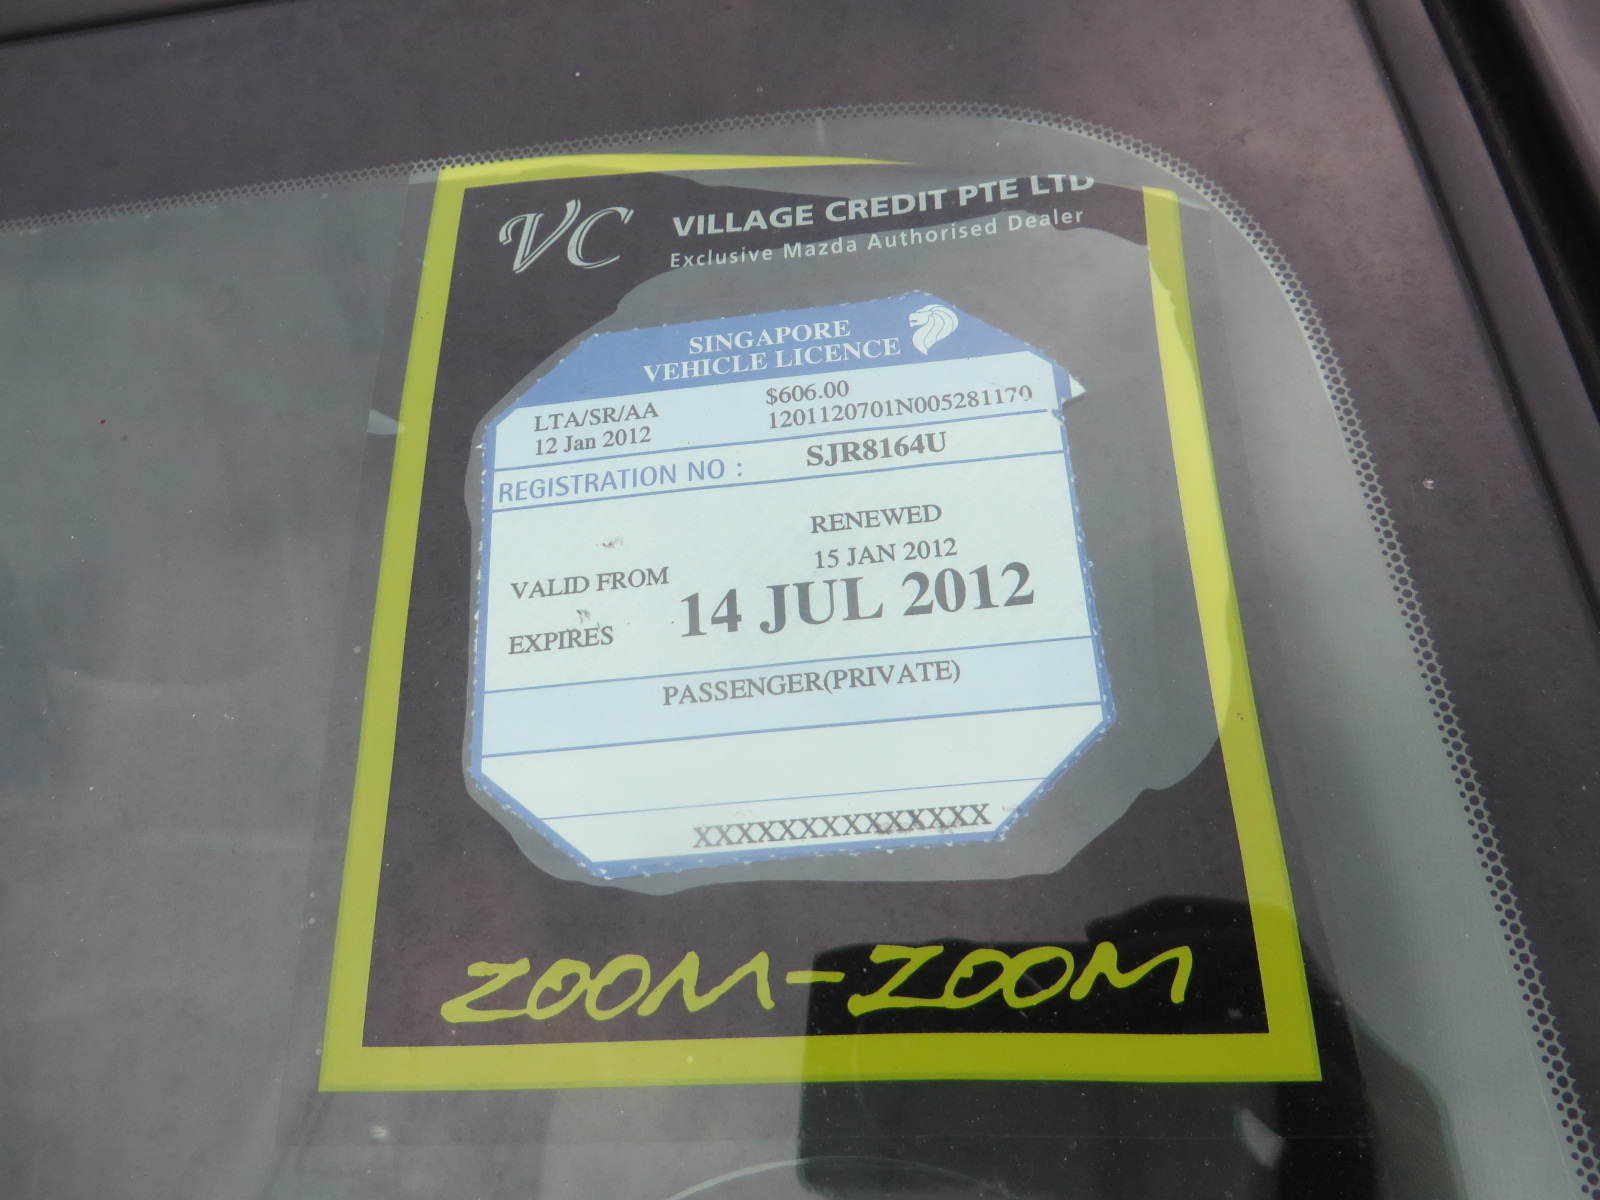 VC
VILLAGE CREDIT PTE LTD
Exclusive Mazda Authorised Dealer
SINGAPORE
VEHICLE LICENCE
LTA/SR/AA $606.00
12 Jan 2012 1201120701N005281170
REGISTRATION NO : SJR8164U
RENEWED
VALID FROM 15 JAN 2012
EXPIRES 14 JUL 2012
PASSENGER(PRIVATE)
XXXXXXXXXXXXXX
ZOOM-ZOOM